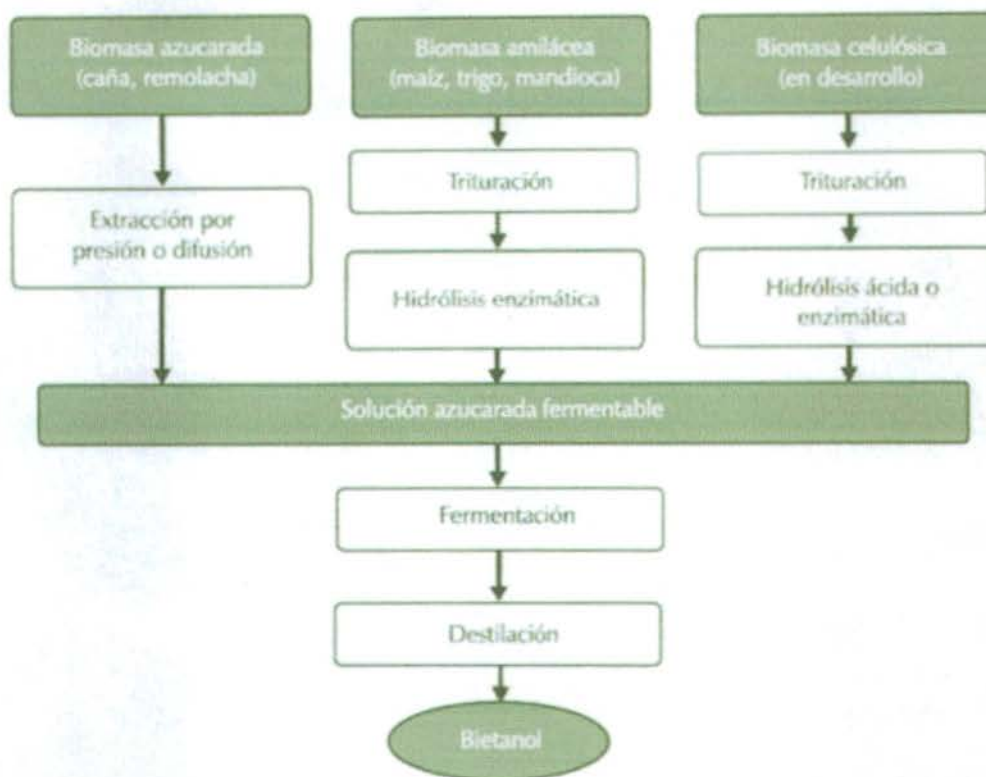 Biomasa azucarada
(caña, remolacha)
Biomasa amilácea
(maíz, trigo, mandioca)
Biomasa celulósica
(en desarrollo)
Extracción por
presión o difusión
Trituración
Hidrólisis enzimática
Trituración
Hidrólisis ácida o
enzimática
Solución azucarada fermentable
Fermentación
Destilación
Bietanol